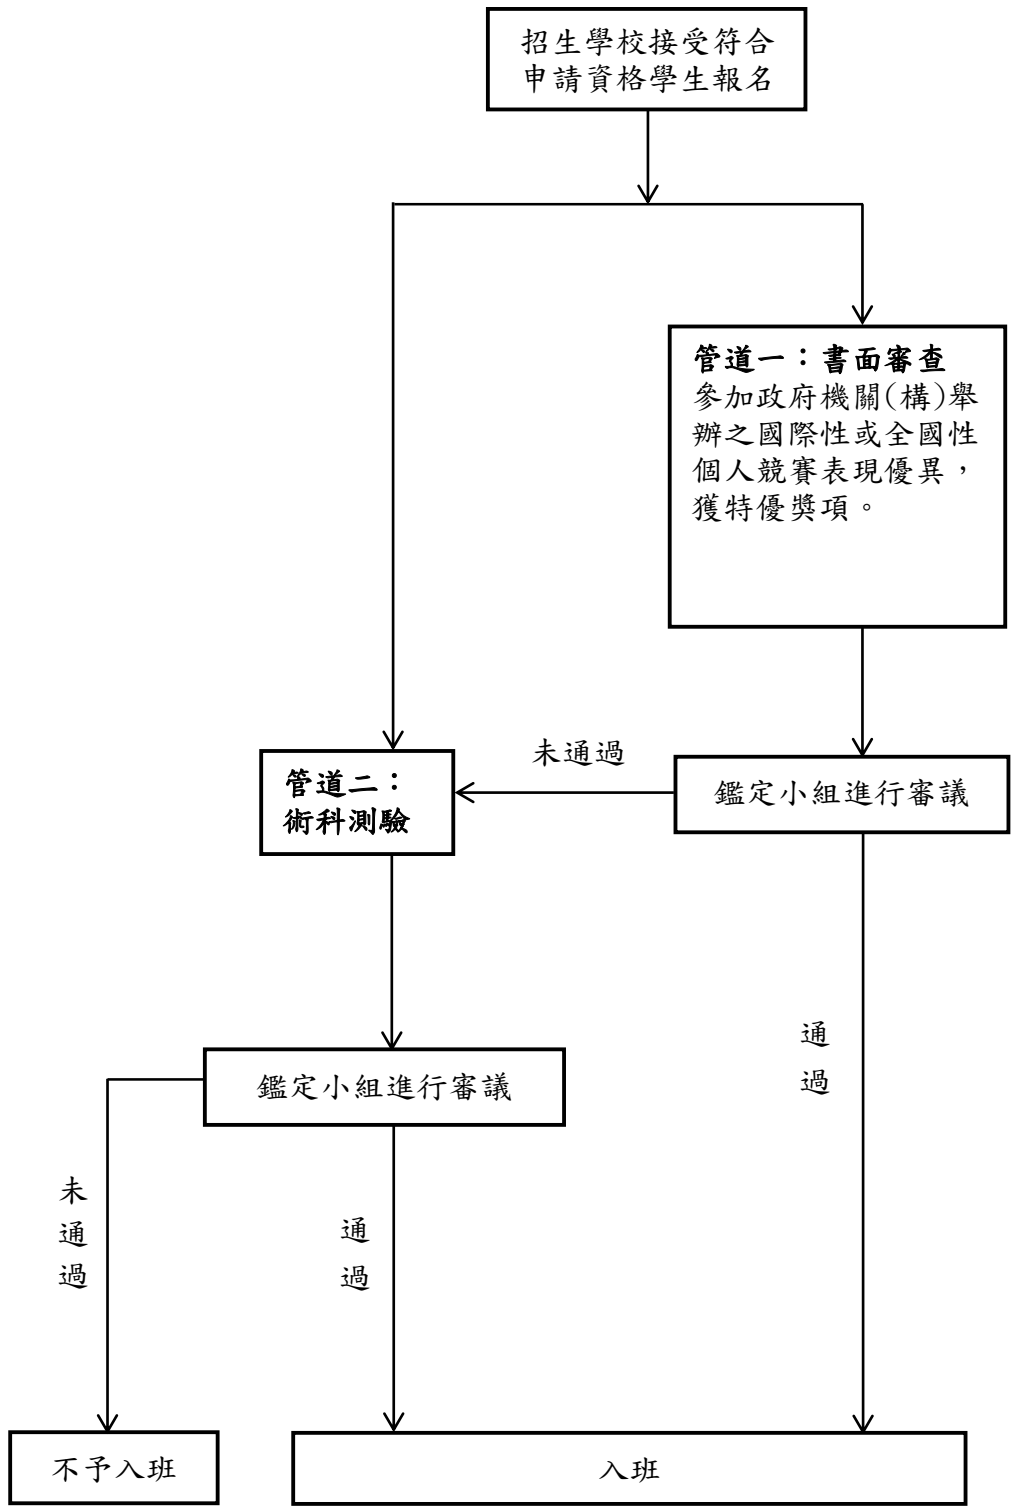 招生學校接受符合
申請資格學生報名
管道一：書面審查
參加政府機關(構)舉
辦之國際性或全國性
個人競賽表現優異，
獲特優獎項。
未通過
管道二：
術科測驗
鑑定小組進行審議
通
過
鑑定小組進行審議
未
通
過
通
過
不予入班
入班